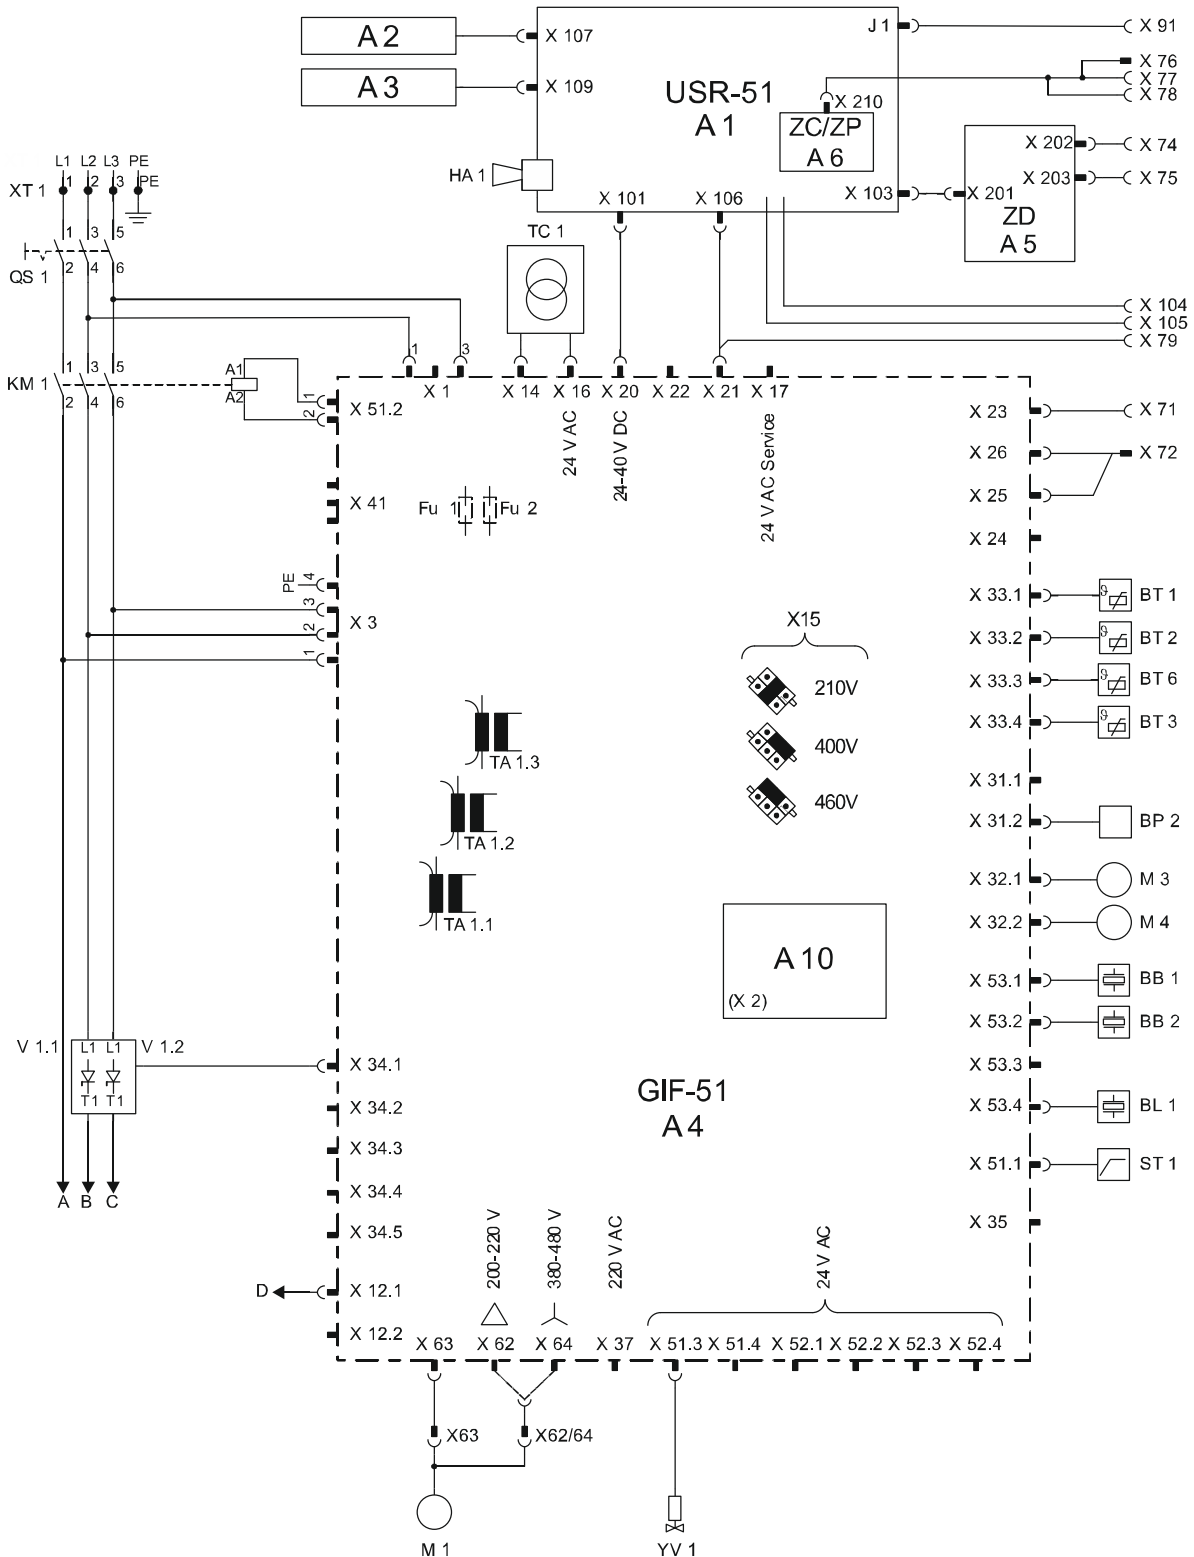 A 2
X 107
J 1
X 91
A 3
X 109
USR-51
A 1
X 76
X 77
X 78
X 210
ZC/ZP
A 6
X 202
X 74
X 203
X 75
X 103
X 201
ZD
A 5
HA 1
X 101
X 106
L1 L2 L3 PE
XT 1
1 2 3 PE
TC 1
1 3 5
QS 1
2 4 6
X 104
X 105
X 79
1 3
1 3 5
KM 1
2 4 6
A1
A2
1
2
X 51.2
X 1
X 14
X 16
X 20
X 22
X 21
X 17
24 V AC
24-40 V DC
24 V AC Service
X 23
X 71
X 26
X 72
X 25
X 24
X 41
Fu 1
Fu 2
PE
4
3
2
1
X 3
X 33.1
BT 1
X 33.2
BT 2
X 33.3
BT 6
X 33.4
BT 3
X15
210V
400V
460V
TA 1.3
TA 1.2
TA 1.1
X 31.1
X 31.2
BP 2
X 32.1
M 3
X 32.2
M 4
A 10
(X 2)
X 53.1
BB 1
X 53.2
BB 2
X 53.3
X 53.4
BL 1
X 51.1
ST 1
X 35
V 1.1
L1 L1
V 1.2
T1 T1
X 34.1
X 34.2
X 34.3
X 34.4
X 34.5
GIF-51
A 4
A B C
D
X 12.1
X 12.2
200-220 V
380-480 V
220 V AC
24 V AC
X 63
X 62
X 64
X 37
X 51.3
X 51.4
X 52.1
X 52.2
X 52.3
X 52.4
X63
X62/64
M 1
YV 1